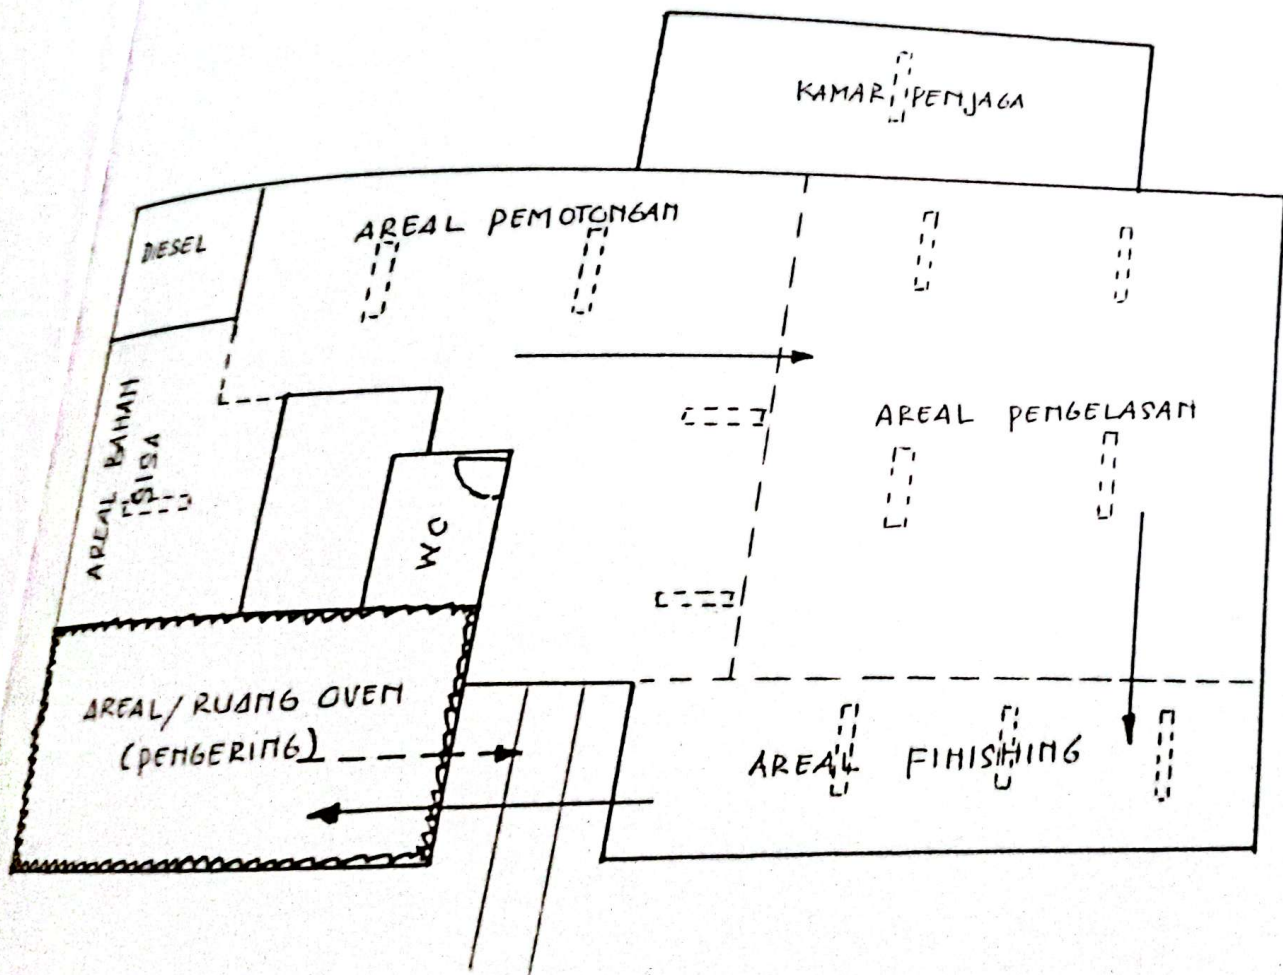 KAMAR PENJAGA
AREAL PEMOTONGAN
DIESEL
AREAL BAHAN
SISA
AREAL PENGELASAN
WC
AREAL/RUANG OVEN
(PENGERING)
AREAL FINISHING